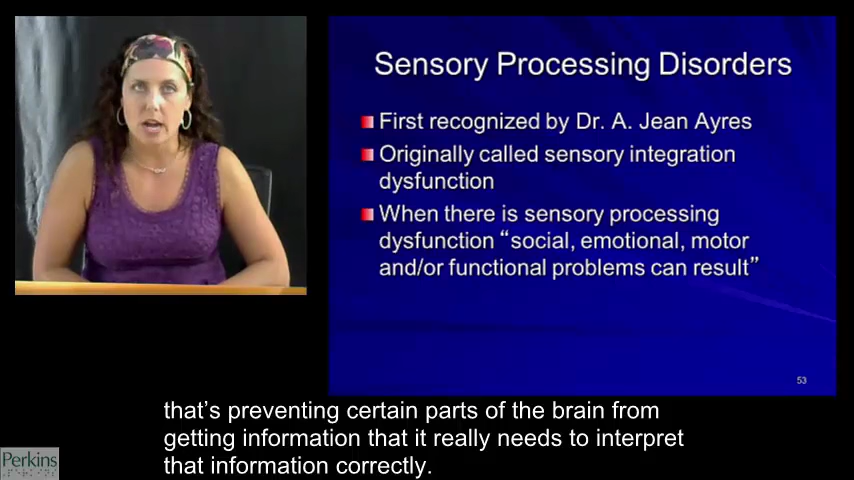 Sensory Processing Disorders
First recognized by Dr. A. Jean Ayres
Originally called sensory integration
dysfunction
When there is sensory processing
dysfunction “social, emotional, motor
and/or functional problems can result”
53
that’s preventing certain parts of the brain from
getting information that it really needs to interpret
that information correctly.
Perkins